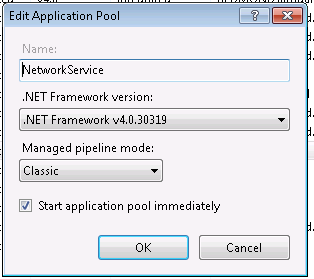 Edit Application Pool
Name:
NetworkService
.NET Framework version:
.NET Framework v4.0.30319
Managed pipeline mode:
Classic
Start application pool immediately
OK
Cancel